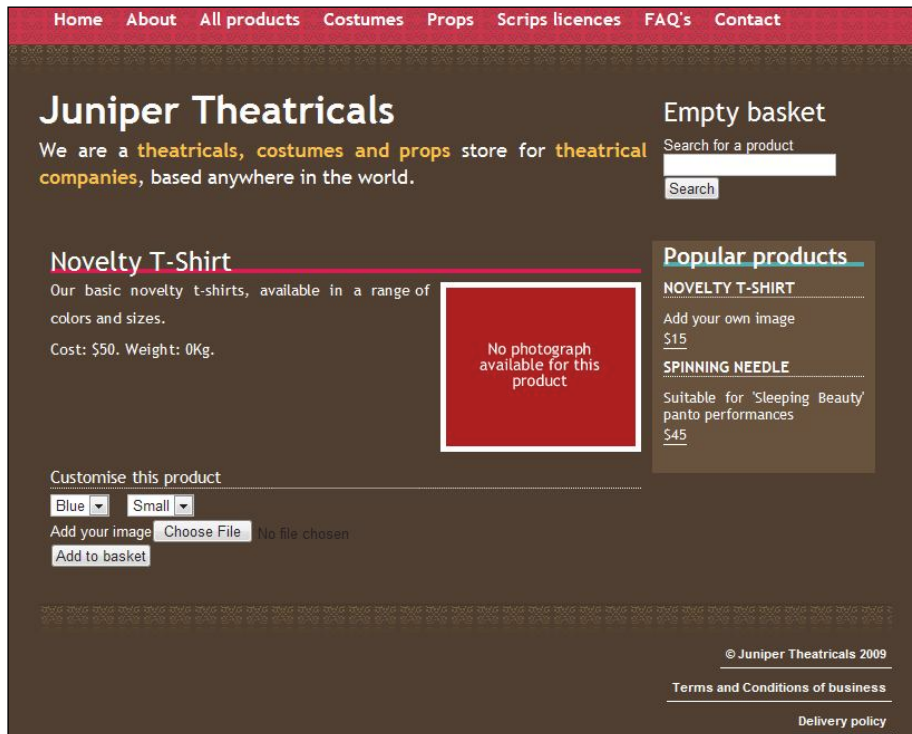 Home About All products Costumes Props Scrips licences FAQ's Contact
Juniper Theatricals
We are a theatricals, costumes and props store for theatrical
companies, based anywhere in the world.
Empty basket
Search for a product
Search
Novelty T-Shirt
Our basic novelty t-shirts, available in a range of
colors and sizes.
Cost: $50. Weight: 0Kg.
No photograph
available for this
product
Customise this product
Blue Small
Add your image Choose File No file chosen
Add to basket
Popular products
NOVELTY T-SHIRT
Add your own image
$15
SPINNING NEEDLE
Suitable for 'Sleeping Beauty'
panto performances
$45
© Juniper Theatricals 2009
Terms and Conditions of business
Delivery policy